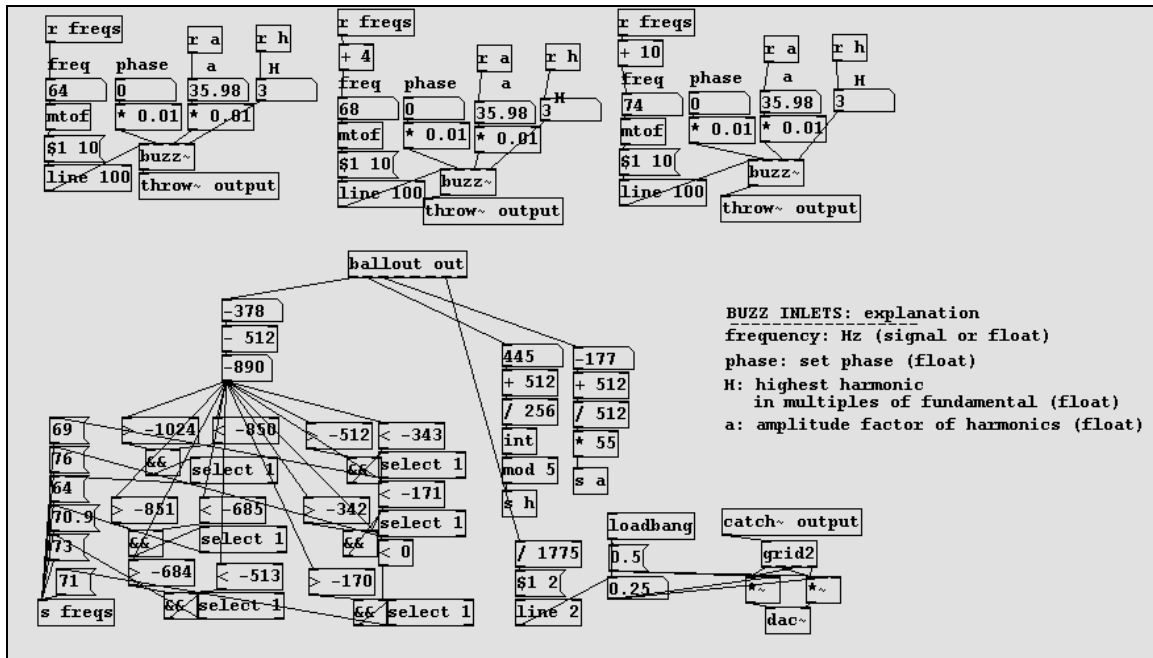 r freqs
r a
r h
freq
phase
a
H
64
0
35.98
3
mtof
* 0.01
* 0.01
$1 10
buzz~
line 100
throw~ output
r freqs
+ 4
r a
r h
freq
phase
a
H
68
0
35.98
3
mtof
* 0.01
* 0.01
$1 10
buzz~
line 100
throw~ output
r freqs
+ 10
r a
r h
freq
phase
a
H
74
0
35.98
3
mtof
* 0.01
* 0.01
$1 10
buzz~
line 100
throw~ output
ballout out
-378
- 512
-890
69
76
64
70.9
73
71
s freqs
> -1024
< -850
&&
select 1
> -851
< -685
&&
select 1
> -684
< -513
&&
select 1
> -512
< -343
&&
select 1
> -342
< -171
&&
select 1
> -170
< 0
&&
select 1
445
+ 512
/ 256
int
mod 5
s h
-177
+ 512
/ 512
* 55
s a
/ 1775
$1 2
line 2
loadbang
0.5
0.25
catch~ output
grid2
*~
*~
dac~
BUZZ INLETS: explanation
frequency: Hz (signal or float)
phase: set phase (float)
H: highest harmonic
in multiples of fundamental (float)
a: amplitude factor of harmonics (float)